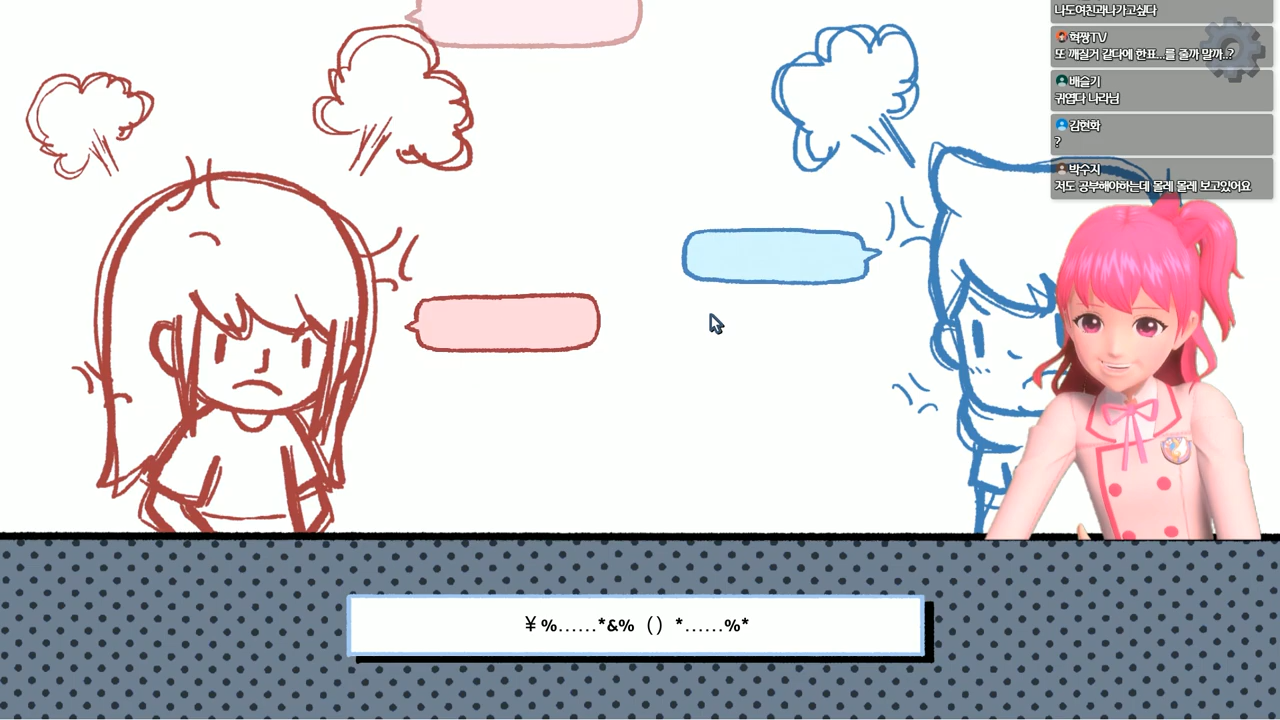 나도여친과나가고싶다
혁짱TV
또 깨질거 같다에 한표...를 줄까 말까..?
배슬기
귀엽다 나라님
김현화
?
박수지
저도 공부해야하는데 몰레 몰레 보고있어요
¥%……*&%（）*……%*